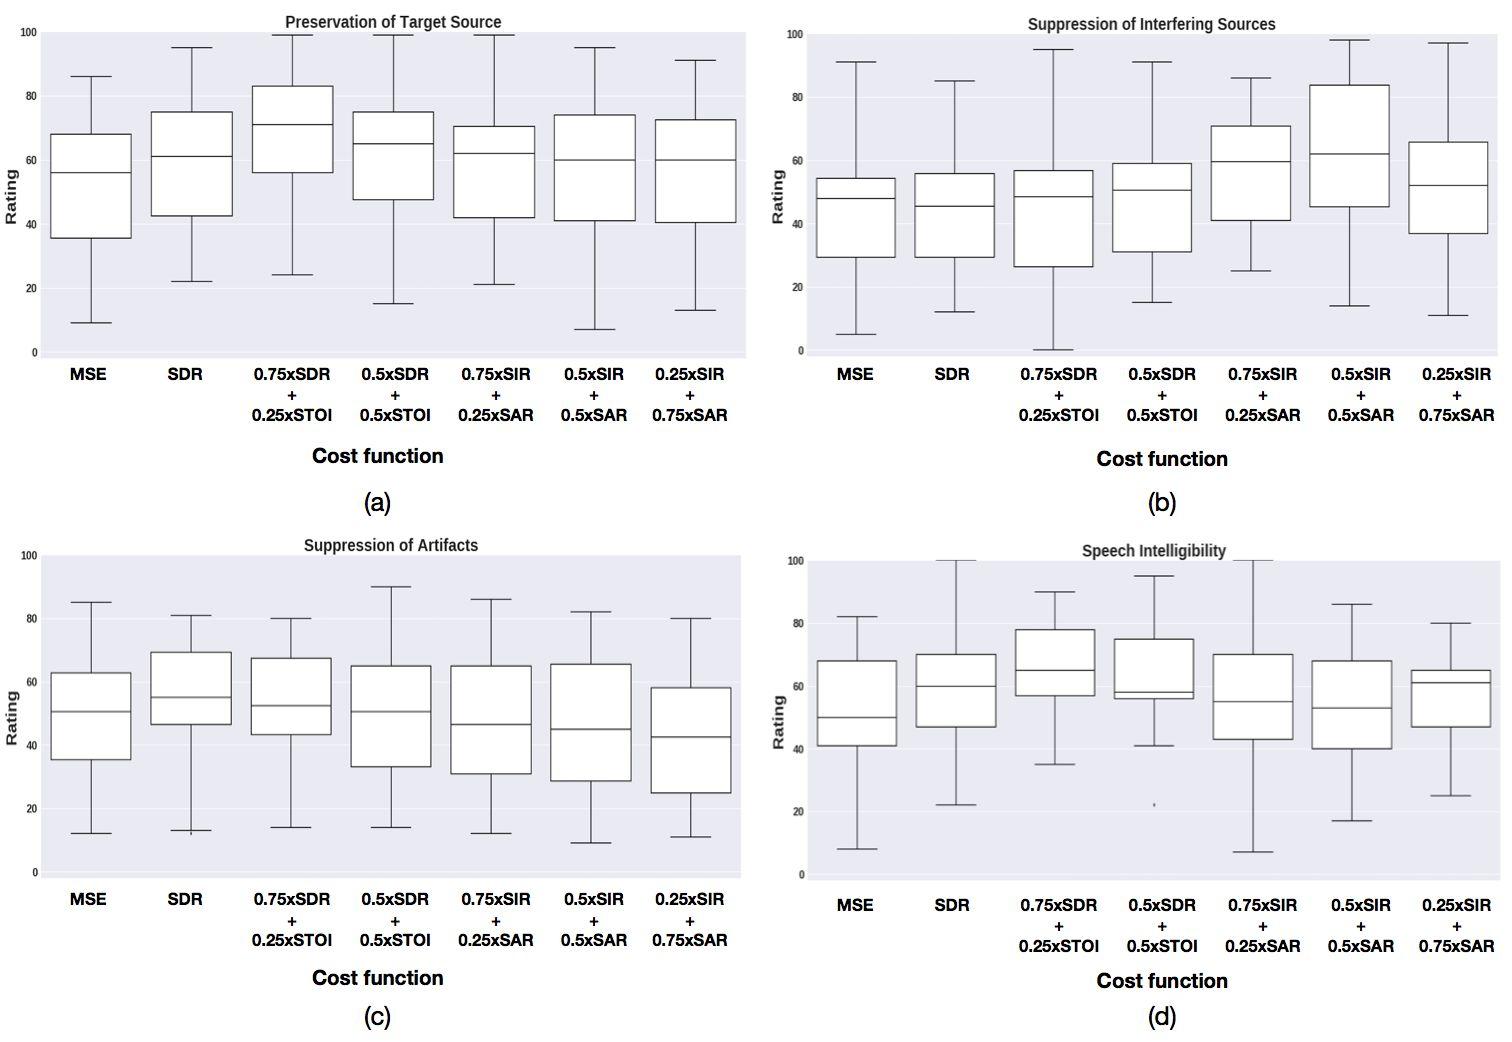 Preservation of Target Source
100
80
60
40
20
0
Rating
MSE SDR 0.75xSDR 0.5xSDR 0.75xSIR 0.5xSIR 0.25xSIR
+ + + + +
0.25xSTOI 0.5xSTOI 0.25xSAR 0.5xSAR 0.75xSAR
Cost function
(a)
Suppression of Interfering Sources
100
80
60
40
20
0
Rating
MSE SDR 0.75xSDR 0.5xSDR 0.75xSIR 0.5xSIR 0.25xSIR
+ + + + +
0.25xSTOI 0.5xSTOI 0.25xSAR 0.5xSAR 0.75xSAR
Cost function
(b)
Suppression of Artifacts
100
80
60
40
20
0
Rating
MSE SDR 0.75xSDR 0.5xSDR 0.75xSIR 0.5xSIR 0.25xSIR
+ + + + +
0.25xSTOI 0.5xSTOI 0.25xSAR 0.5xSAR 0.75xSAR
Cost function
(c)
Speech Intelligibility
100
80
60
40
20
0
Rating
MSE SDR 0.75xSDR 0.5xSDR 0.75xSIR 0.5xSIR 0.25xSIR
+ + + + +
0.25xSTOI 0.5xSTOI 0.25xSAR 0.5xSAR 0.75xSAR
Cost function
(d)